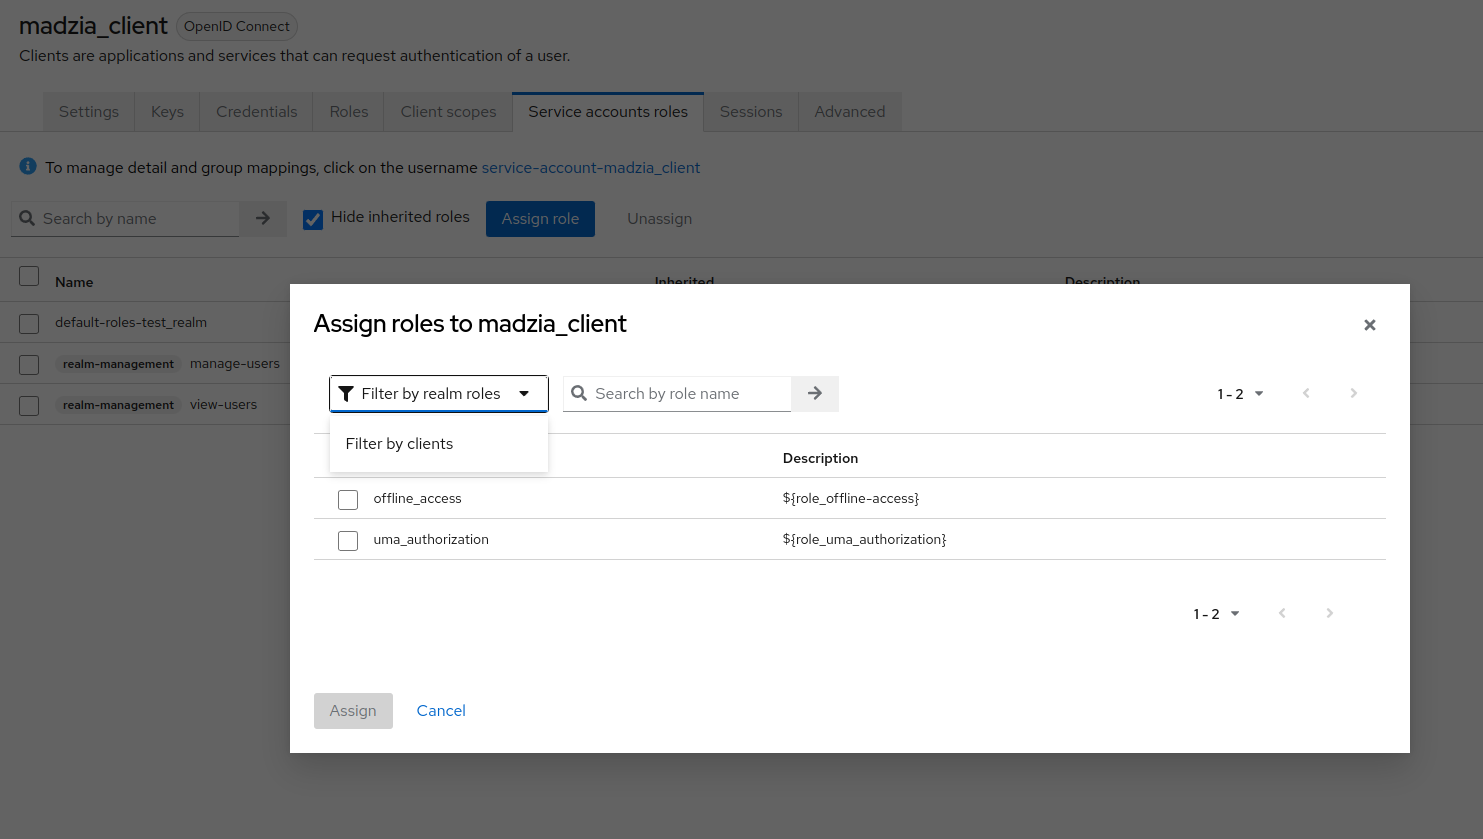 madzia_client OpenID Connect
Clients are applications and services that can request authentication of a user.
Settings Keys Credentials Roles Client scopes Service accounts roles Sessions Advanced
To manage detail and group mappings, click on the username service-account-madzia_client
Search by name Hide inherited roles Assign role Unassign
Name Inherited Description
default-roles-test_realm
realm-management manage-users
realm-management view-users
Assign roles to madzia_client
Filter by realm roles Search by role name 1 - 2
Filter by clients
Description
offline_access ${role_offline-access}
uma_authorization ${role_uma_authorization}
1 - 2
Assign Cancel